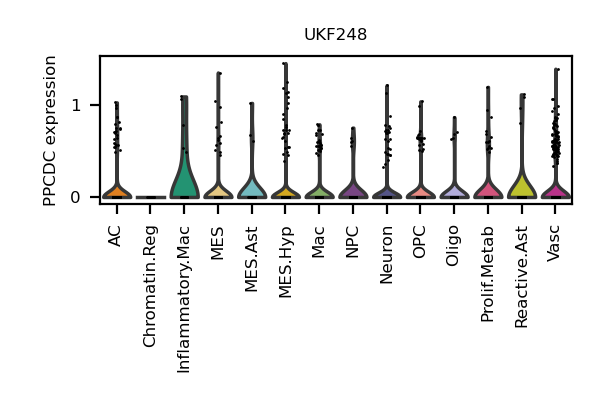 UKF248
PPCDC expression
1
0
AC
Chromatin.Reg
Inflammatory.Mac
MES
MES.Ast
MES.Hyp
Mac
NPC
Neuron
OPC
Oligo
Prolif.Metab
Reactive.Ast
Vasc